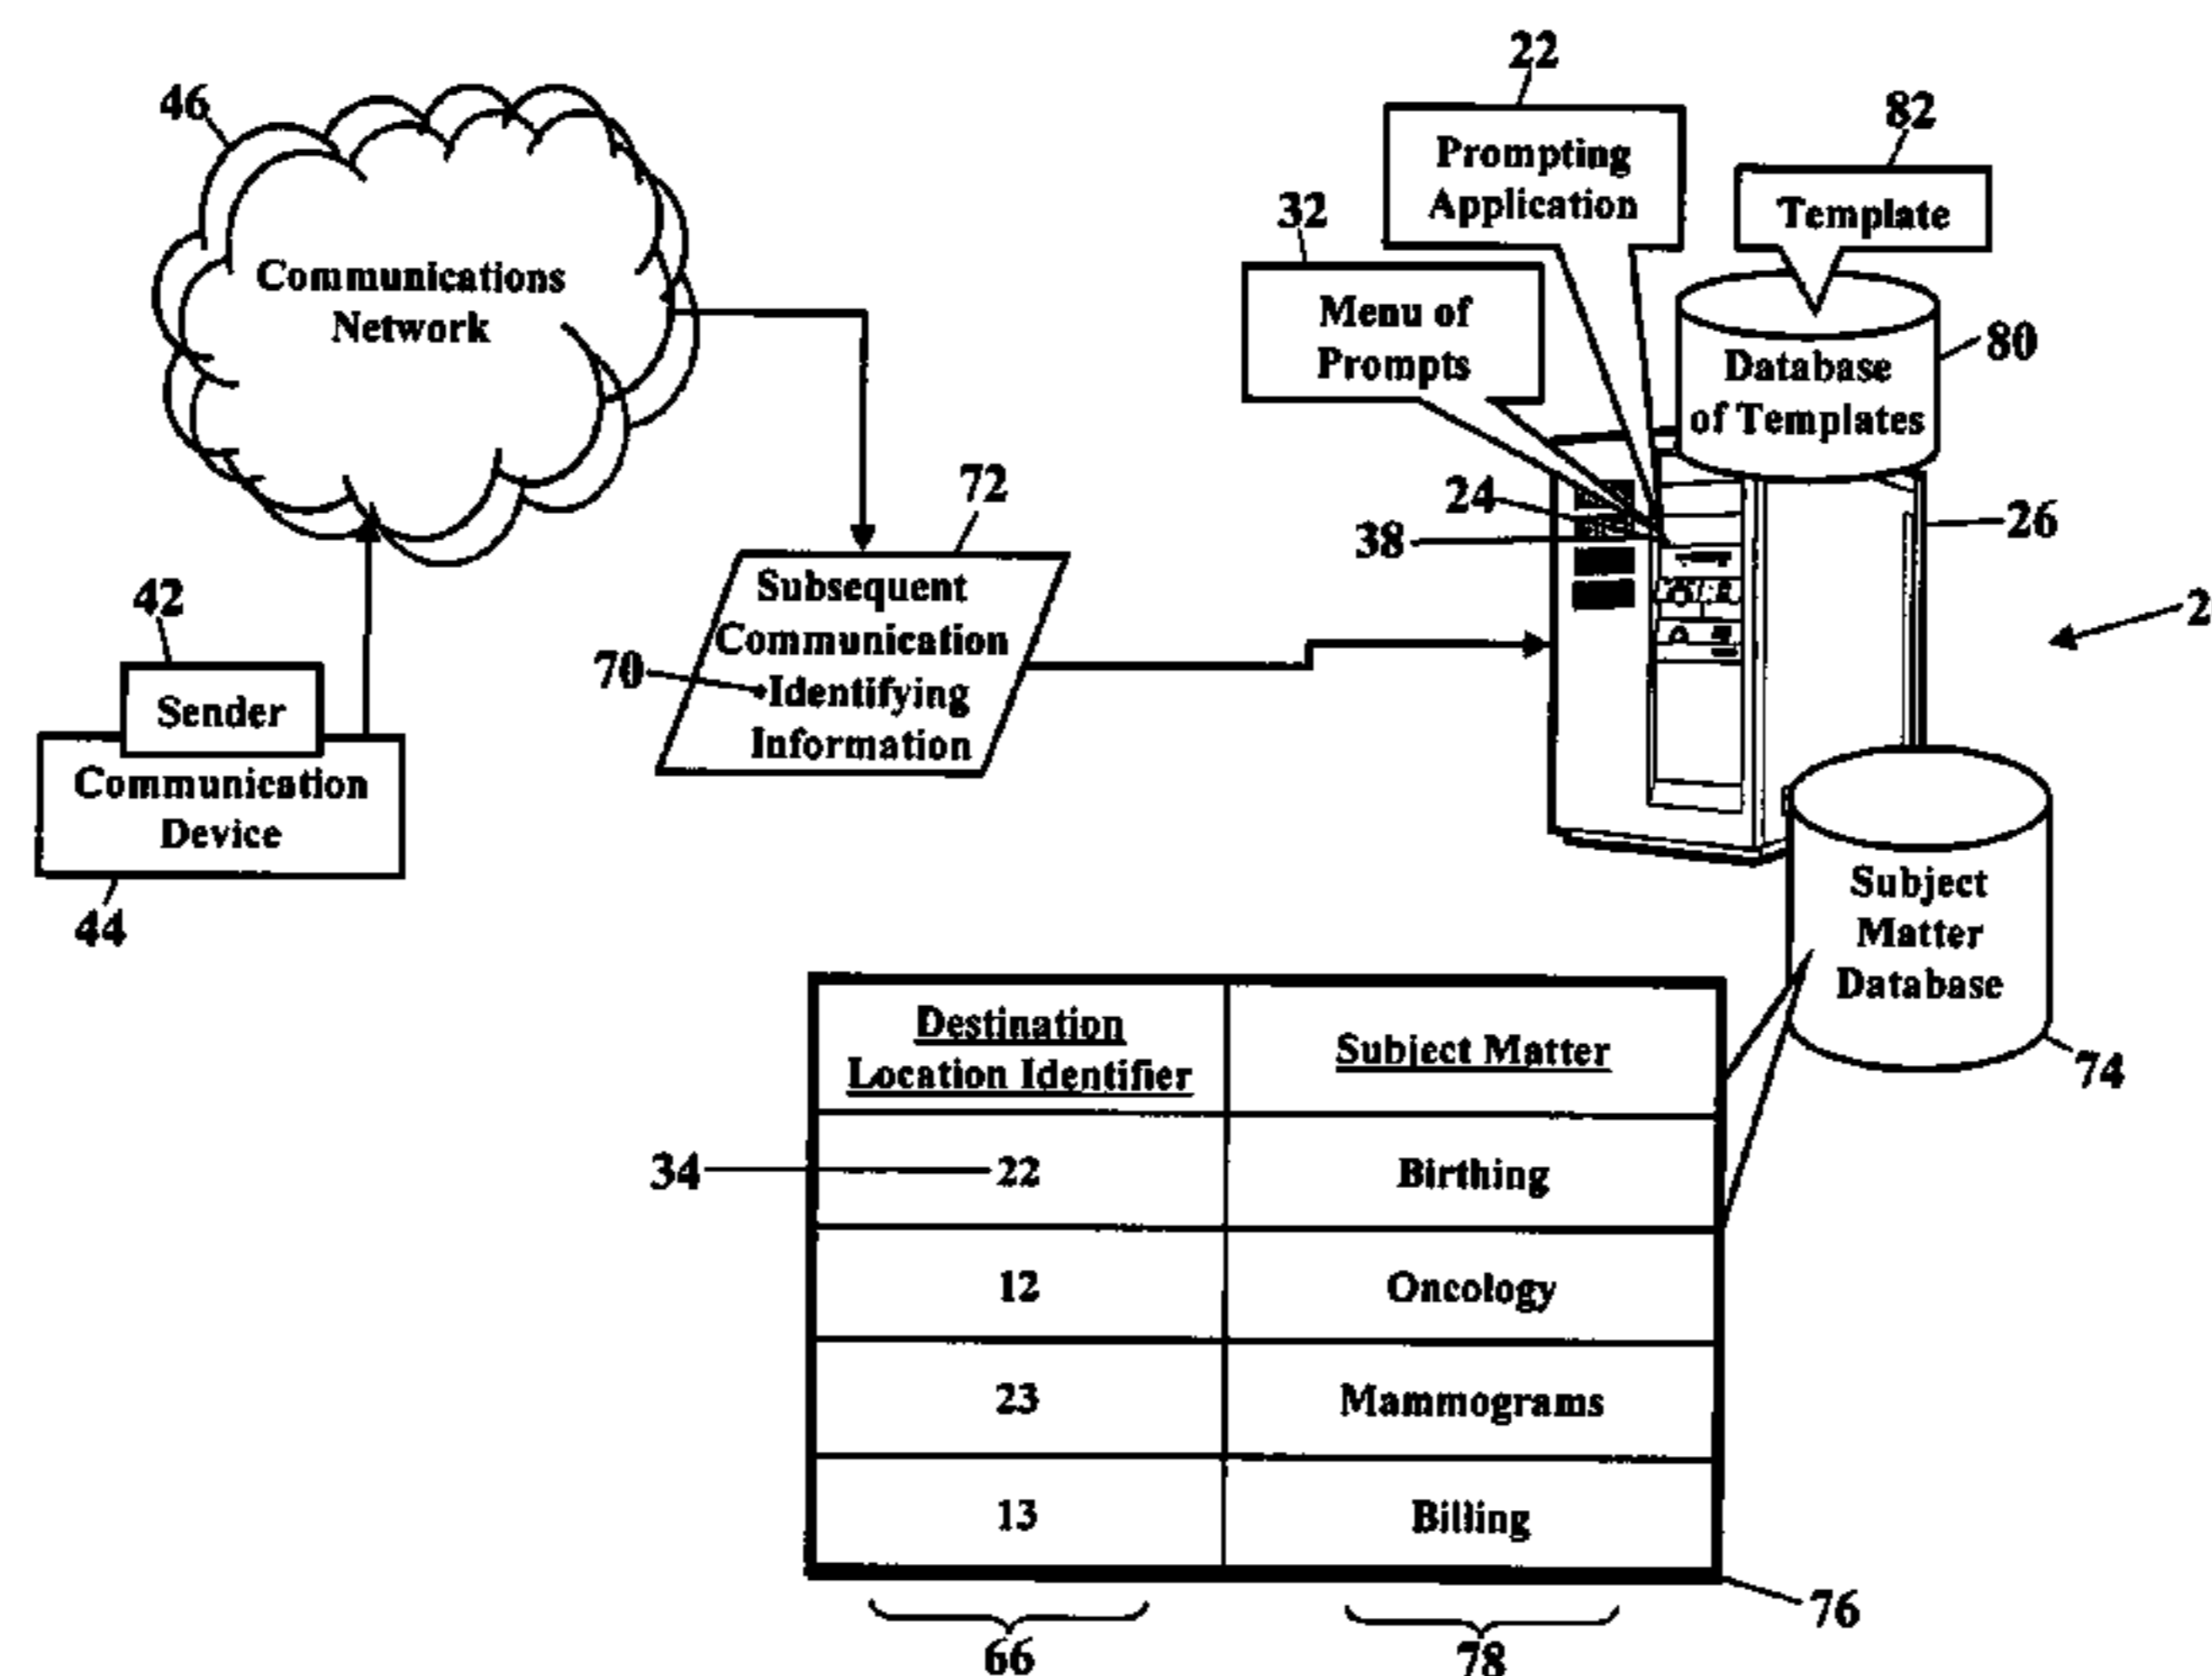 46
Communications
Network
22
Prompting
Application
82
Template
32
Menu of
Prompts
80
Database
of Templates
24
38
26
2
72
Subsequent
Communication
Identifying
Information
70
42
Sender
Communication
Device
44
Subject
Matter
Database
74
Destination
Location Identifier
Subject Matter
34
22
Birthing
12
Oncology
23
Mammograms
13
Billing
76
66
78